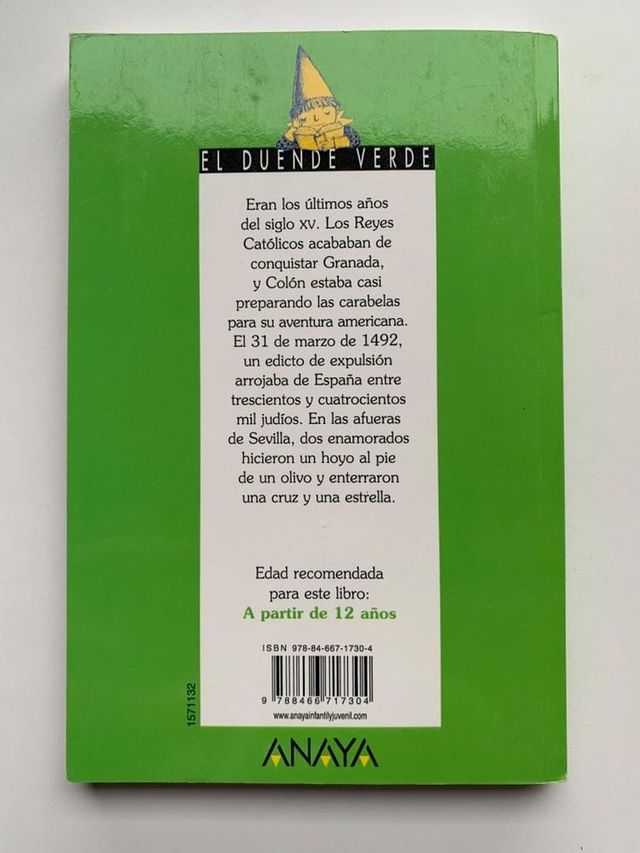 EL DUENDE VERDE
Eran los últimos años
del siglo XV. Los Reyes
Católicos acababan de
conquistar Granada,
y Colón estaba casi
preparando las carabelas
para su aventura americana.
El 31 de marzo de 1492,
un edicto de expulsión
arrojaba de España entre
trescientos y cuatrocientos
mil judíos. En las afueras
de Sevilla, dos enamorados
hicieron un hoyo al pie
de un olivo y enterraron
una cruz y una estrella.
Edad recomendada
para este libro:
A partir de 12 años
ISBN 978-84-667-1730-4
9 788466 717304
www.anayainfantilyjuvenil.com
1571132
ANAYA